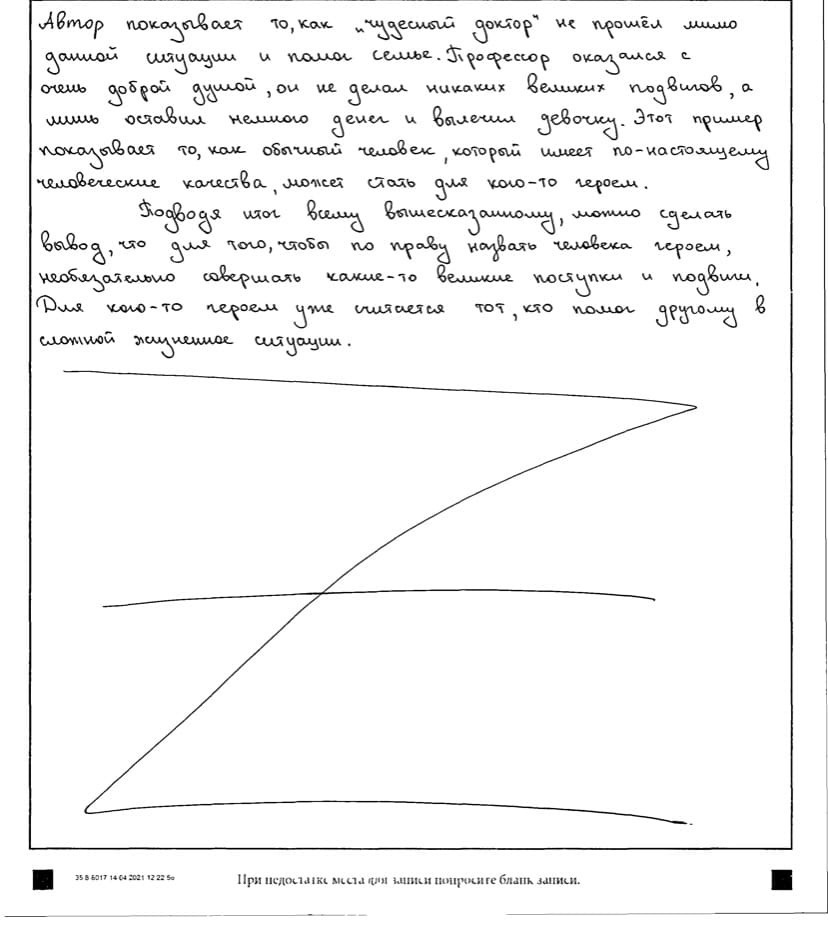 Автор показывает то, как „чудесный доктор" не прошёл мимо
данной ситуации и помог семье. Профессор оказался с
очень доброй душой, он не делал никаких великих подвигов, а
лишь оставил немного денег и вылечил девочку. Этот пример
показывает то, как обычный человек, который имеет по-настоящему
человеческие качества, может стать для кого-то героем.
Подводя итог всему вышесказанному, можно сделать
вывод, что для того, чтобы по праву назвать человека героем,
необязательно совершать какие-то великие поступки и подвиги.
Для кого-то героем уже считается тот, кто помог другому в
сложной жизненное ситуации.
35 8 6017 14 04 2021 12 22 56
При недостатке места для записи попросите бланк записи.